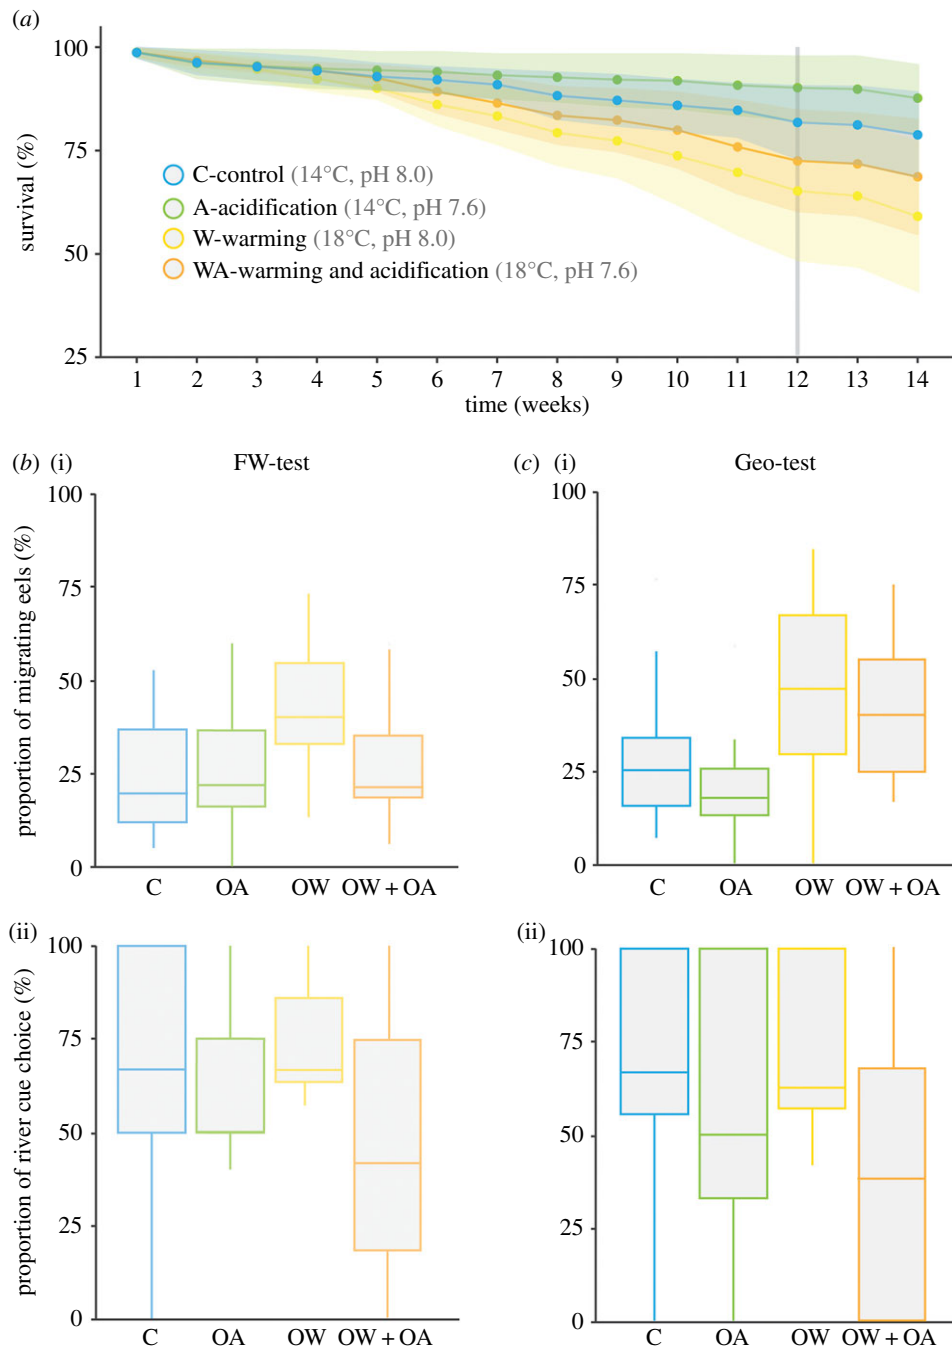 (a)
100
75
50
25
survival (%)
C-control (14°C, pH 8.0)
A-acidification (14°C, pH 7.6)
W-warming (18°C, pH 8.0)
WA-warming and acidification (18°C, pH 7.6)
1 2 3 4 5 6 7 8 9 10 11 12 13 14
time (weeks)
(b) (i) FW-test
100
75
50
25
0
proportion of migrating eels (%)
C OA OW OW + OA
(c) (i) Geo-test
100
75
50
25
0
C OA OW OW + OA
(ii)
100
75
50
25
0
proportion of river cue choice (%)
C OA OW OW + OA
(ii)
100
75
50
25
0
C OA OW OW + OA